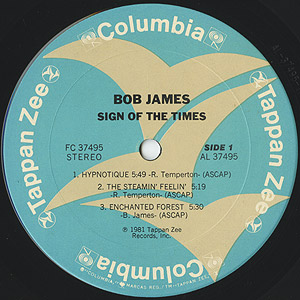 Columbia
Tappan Zee
Tappan Zee
BOB JAMES
SIGN OF THE TIMES
FC 37495
STEREO
SIDE 1
AL 37495
1. HYPNOTIQUE 5:49 -R. Temperton- (ASCAP)
2. THE STEAMIN' FEELIN' 5:19
-R. Temperton- (ASCAP)
3. ENCHANTED FOREST 5:30
-B. James- (ASCAP)
℗ 1981 Tappan Zee
Records, Inc.
Columbia
Columbia